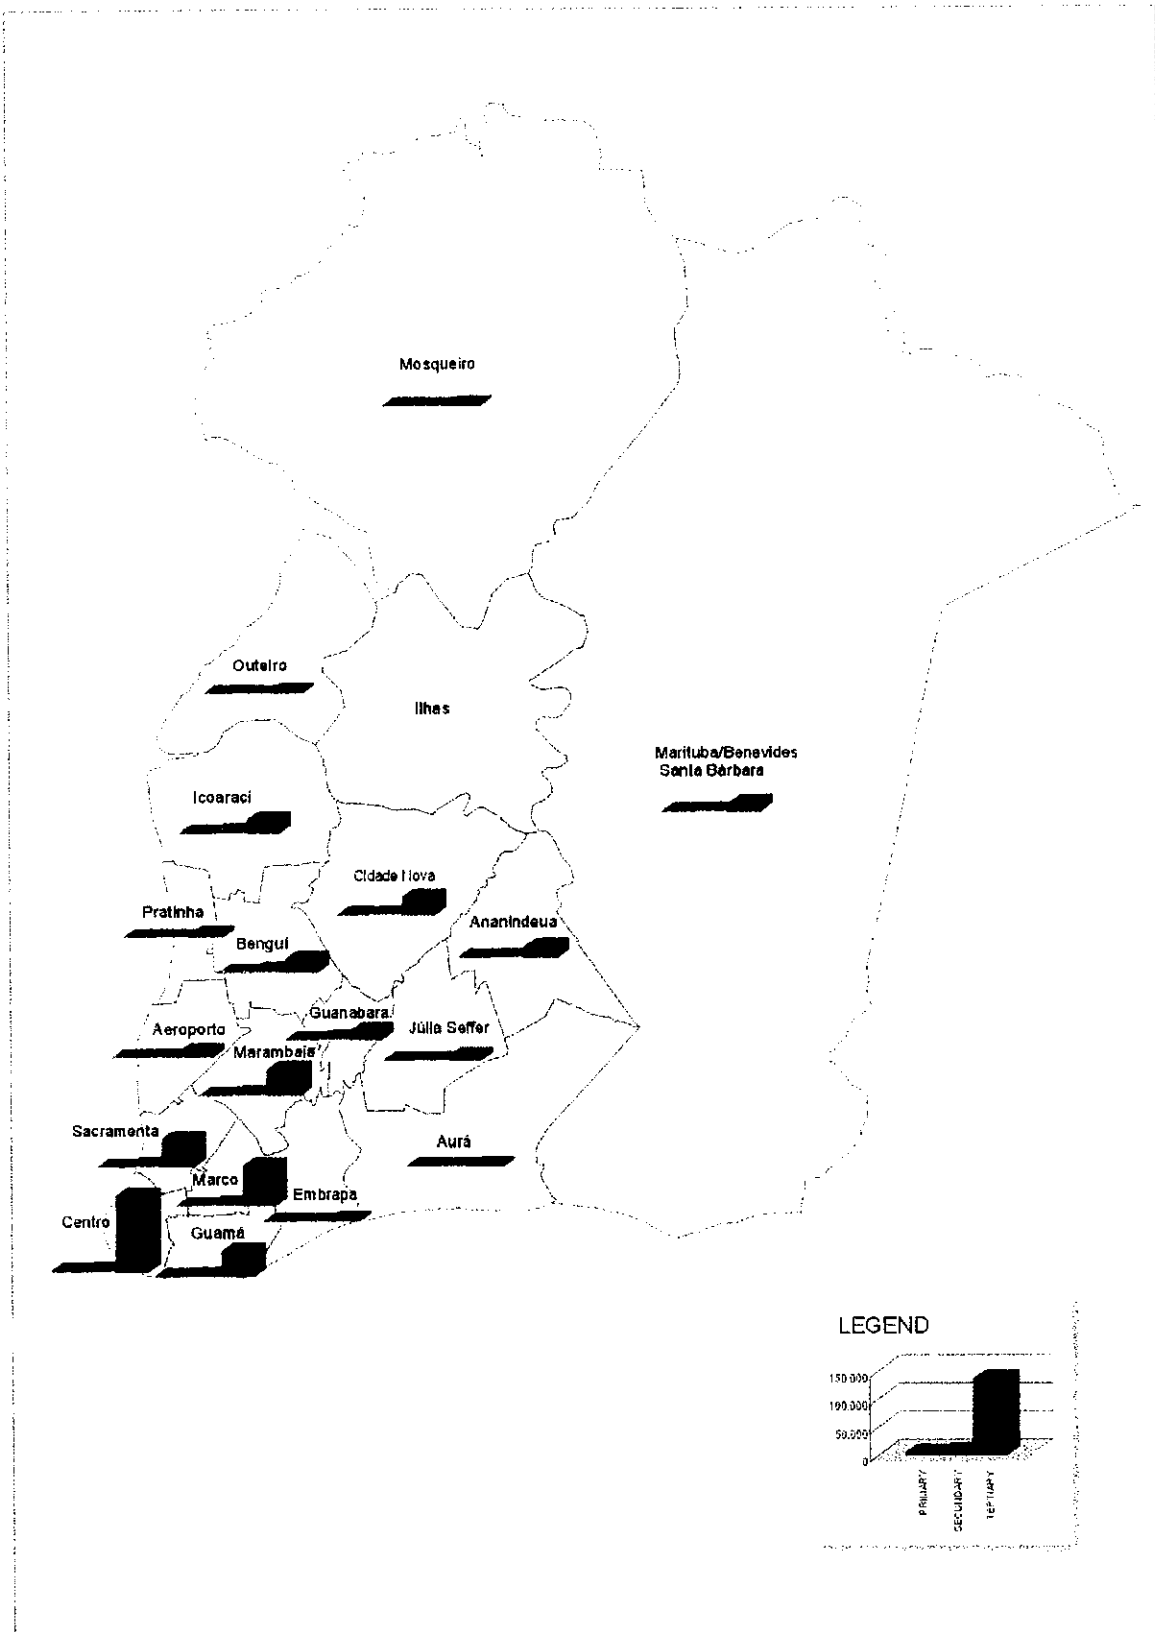 Mosqueiro
Outeiro
Ilhas
Marituba/Benevides
Santa Bárbara
Icoaraci
Cidade Nova
Pratinha
Ananindeua
Bengui
Guanabara
Júlia Seffer
Aeroporto
Marambaia
Sacramenta
Aurá
Marco
Embrapa
Centro
Guamá
LEGEND
150.000
100.000
50.000
0
PRIMARY
SECUNDARY
TERTIARY